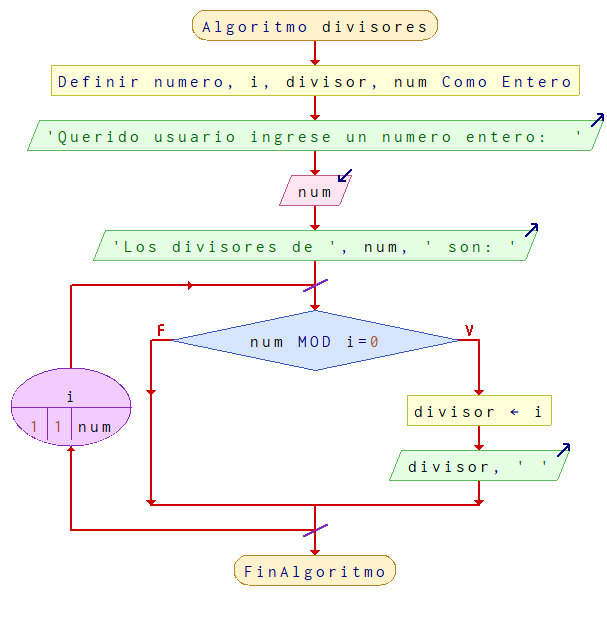 Algoritmo divisores
Definir numero, i, divisor, num Como Entero
'Querido usuario ingrese un numero entero:  '
num
'Los divisores de ', num, ' son: '
F
num MOD i=0
V
i
1 1 num
divisor ← i
divisor, ' '
FinAlgoritmo